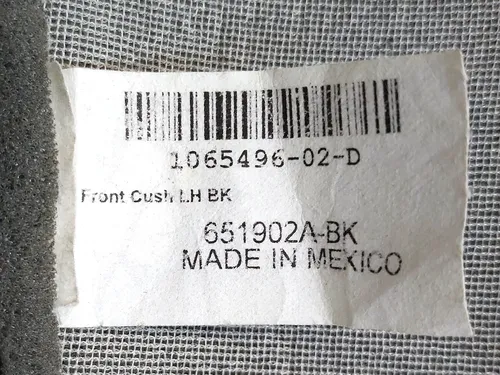 1065496-02-D
Front Cush LH BK
651902A-BK
MADE IN MEXICO